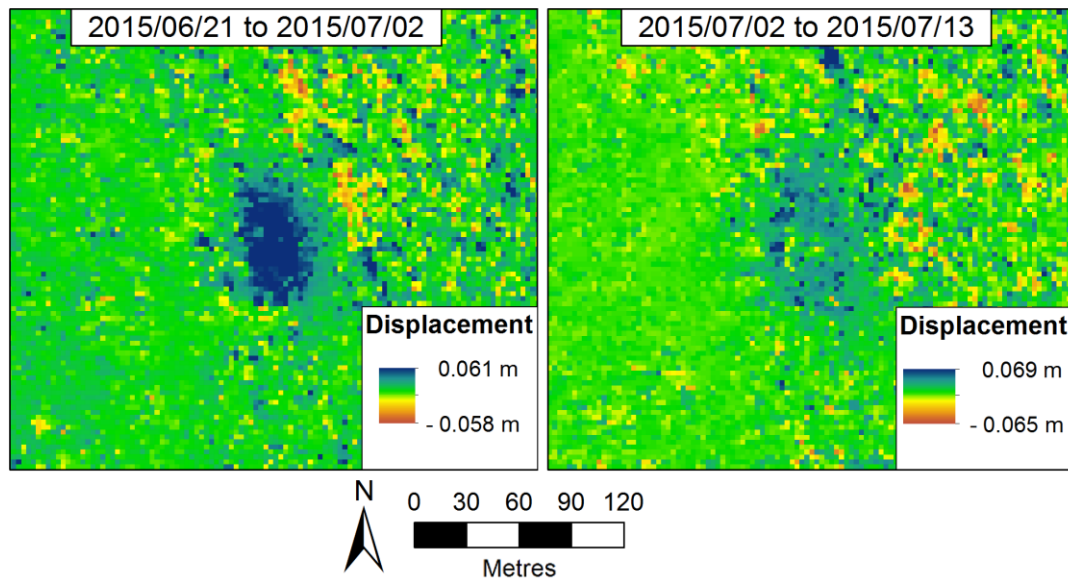 2015/06/21 to 2015/07/02
2015/07/02 to 2015/07/13
Displacement
0.061 m
- 0.058 m
Displacement
0.069 m
- 0.065 m
N
0 30 60 90 120
Metres